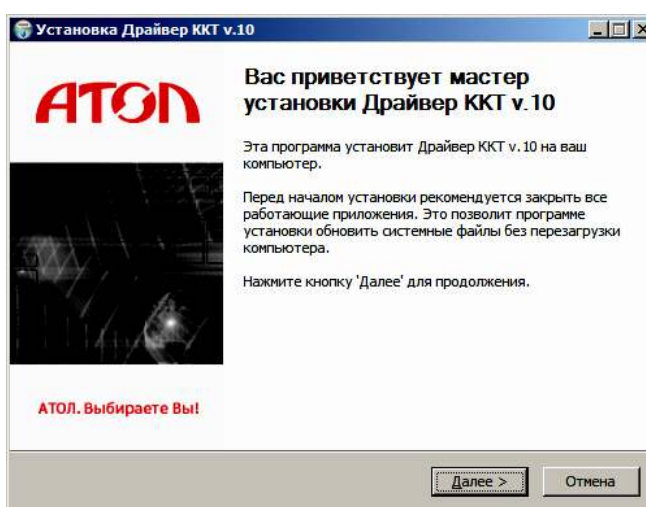 Установка Драйвер ККТ v.10
АТОЛ
Вас приветствует мастер
установки Драйвер ККТ v.10
Эта программа установит Драйвер ККТ v.10 на ваш
компьютер.
Перед началом установки рекомендуется закрыть все
работающие приложения. Это позволит программе
установки обновить системные файлы без перезагрузки
компьютера.
Нажмите кнопку 'Далее' для продолжения.
АТОЛ. Выбираете Вы!
Далее >
Отмена